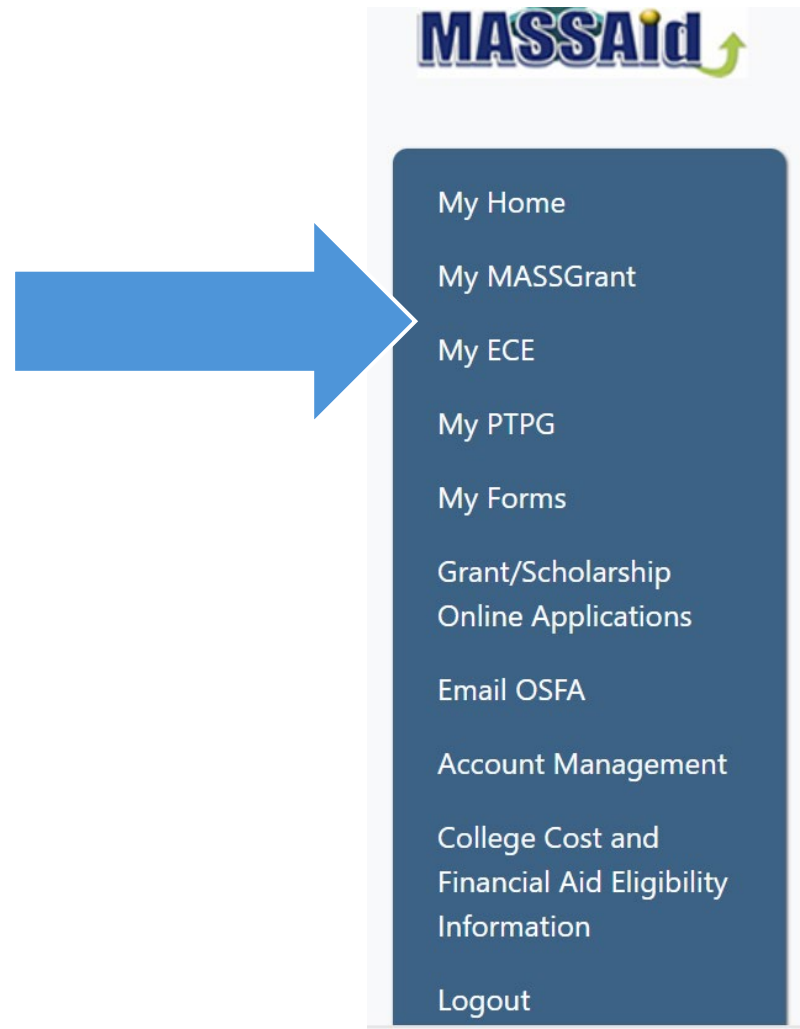 MASSAid
My Home
My MASSGrant
My ECE
My PTPG
My Forms
Grant/Scholarship
Online Applications
Email OSFA
Account Management
College Cost and
Financial Aid Eligibility
Information
Logout